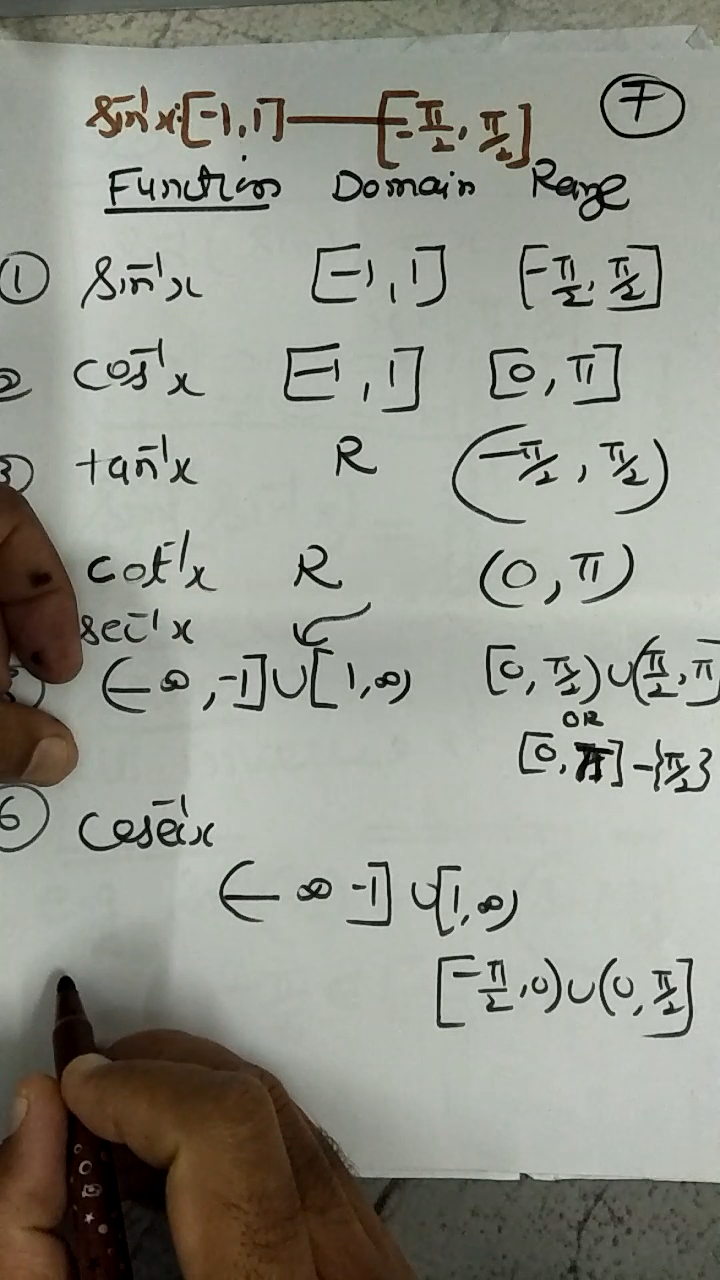 sin⁻¹x:[-1,1]——[-π/2, π/2] 7
Function Domain Range
① sin⁻¹x [-1,1] [-π/2, π/2]
2 cos⁻¹x [-1,1] [0,π]
3 tan⁻¹x R (-π/2, π/2)
cot⁻¹x R (0,π)
sec⁻¹x
(-∞,-1]∪[1,∞) [0,π/2)∪(π/2,π]
OR
[0,π]-{π/2}
6 cosec⁻¹x
(-∞ -1] ∪[1,∞)
[-π/2,0)∪(0,π/2]